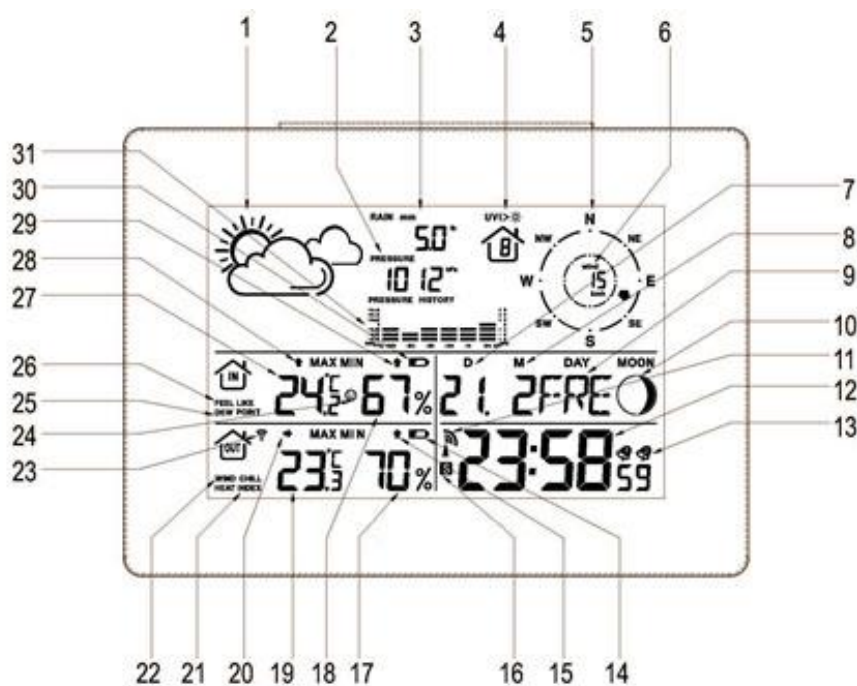 1 2 3 4 5 6
31
30
29
28
27
26
25
24
23
7
8
9
10
11
12
13
RAIN mm
5.0
UVI
8
N
NW NE
W E
SW SE
S
15
PRESSURE
1012 hPa
PRESSURE HISTORY
IN
MAX MIN
24.2 °C
67%
FEEL LIKE
DEW POINT
D M DAY MOON
21. 2 FRE
OUT
MAX MIN
23.3 °C
70%
WIND CHILL
HEAT INDEX
23:58
59
22 21 20 19 18 17 16 15 14